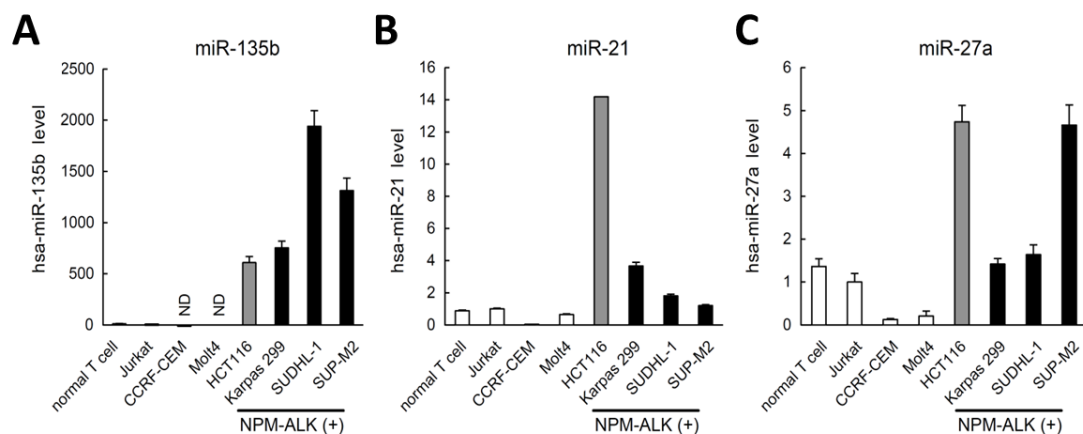 A
miR-135b
hsa-miR-135b level
2500
2000
1500
1000
500
0
ND
ND
normal T cell
Jurkat
CCRF-CEM
Molt4
HCT116
Karpas 299
SUDHL-1
SUP-M2
NPM-ALK (+)
B
miR-21
hsa-miR-21 level
16
14
12
10
8
6
4
2
0
normal T cell
Jurkat
CCRF-CEM
Molt4
HCT116
Karpas 299
SUDHL-1
SUP-M2
NPM-ALK (+)
C
miR-27a
hsa-miR-27a level
6
5
4
3
2
1
0
normal T cell
Jurkat
CCRF-CEM
Molt4
HCT116
Karpas 299
SUDHL-1
SUP-M2
NPM-ALK (+)